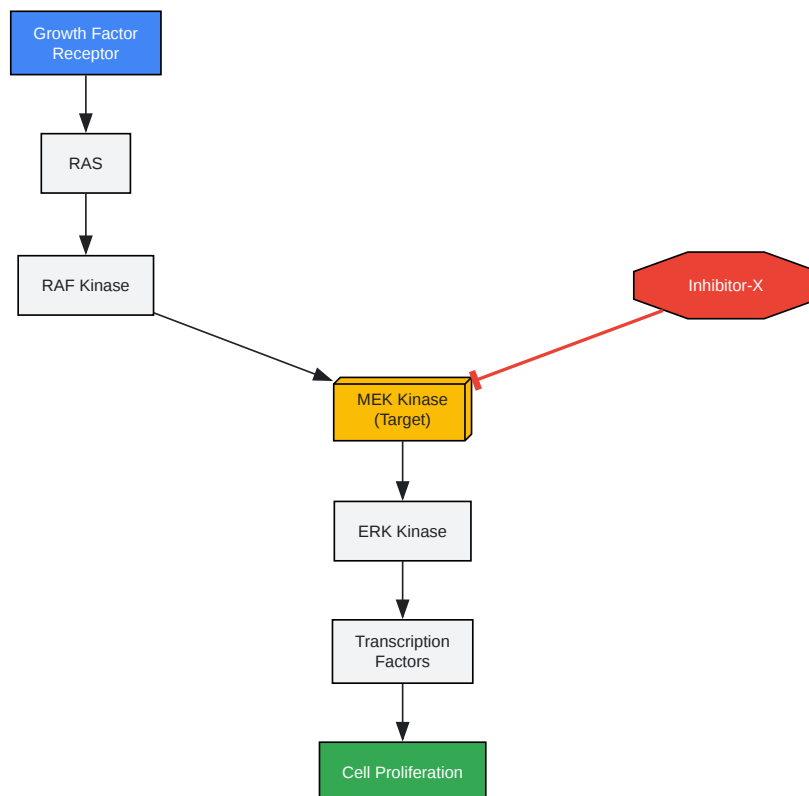 Growth Factor
Receptor
RAS
RAF Kinase
Inhibitor-X
MEK Kinase
(Target)
ERK Kinase
Transcription
Factors
Cell Proliferation